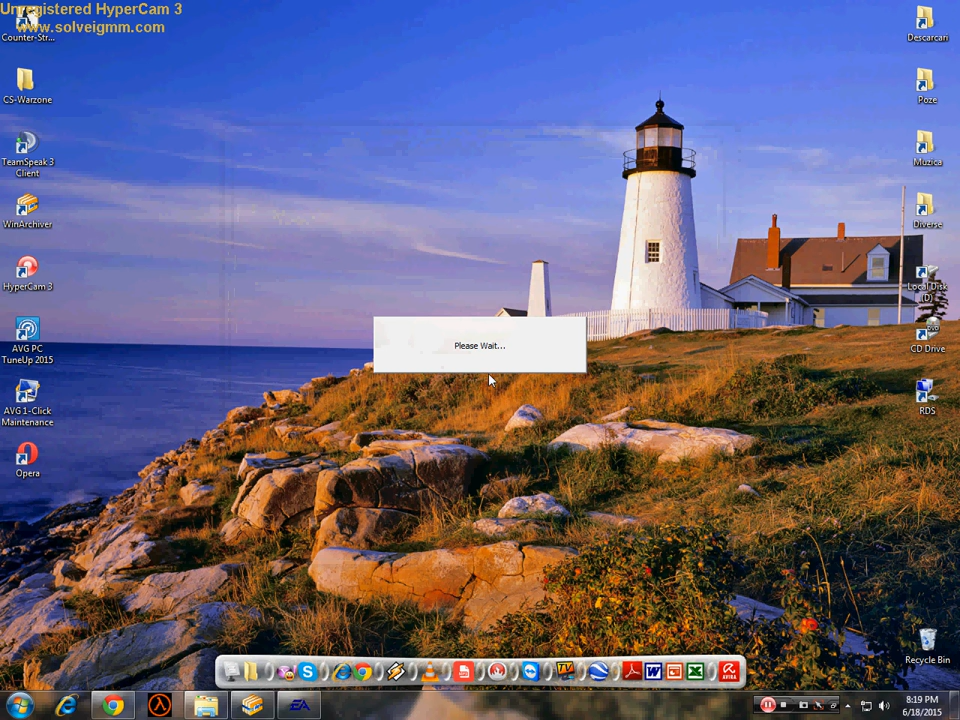 Unregistered HyperCam 3
www.solveigmm.com
Counter-Str...
CS-Warzone
TeamSpeak 3
Client
WinArchiver
HyperCam 3
AVG PC
TuneUp 2015
AVG 1-Click
Maintenance
Opera
Please Wait...
Descarcari
Poze
Muzica
Diverse
Local Disk
(D)
CD Drive
RDS
Recycle Bin
8:19 PM
6/18/2015